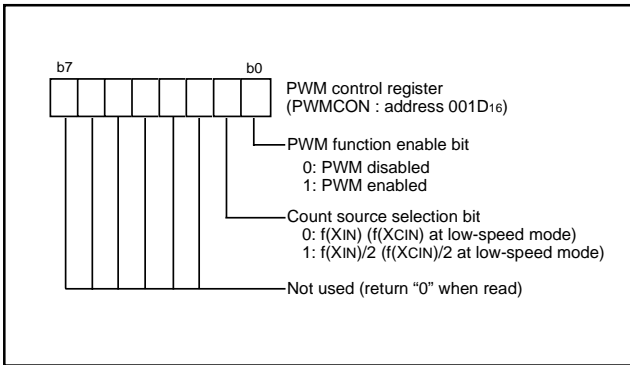 b7
b0
PWM control register
(PWMCON : address 001D16)
PWM function enable bit
0: PWM disabled
1: PWM enabled
Count source selection bit
0: f(XIN) (f(XCIN) at low-speed mode)
1: f(XIN)/2 (f(XCIN)/2 at low-speed mode)
Not used (return “0” when read)